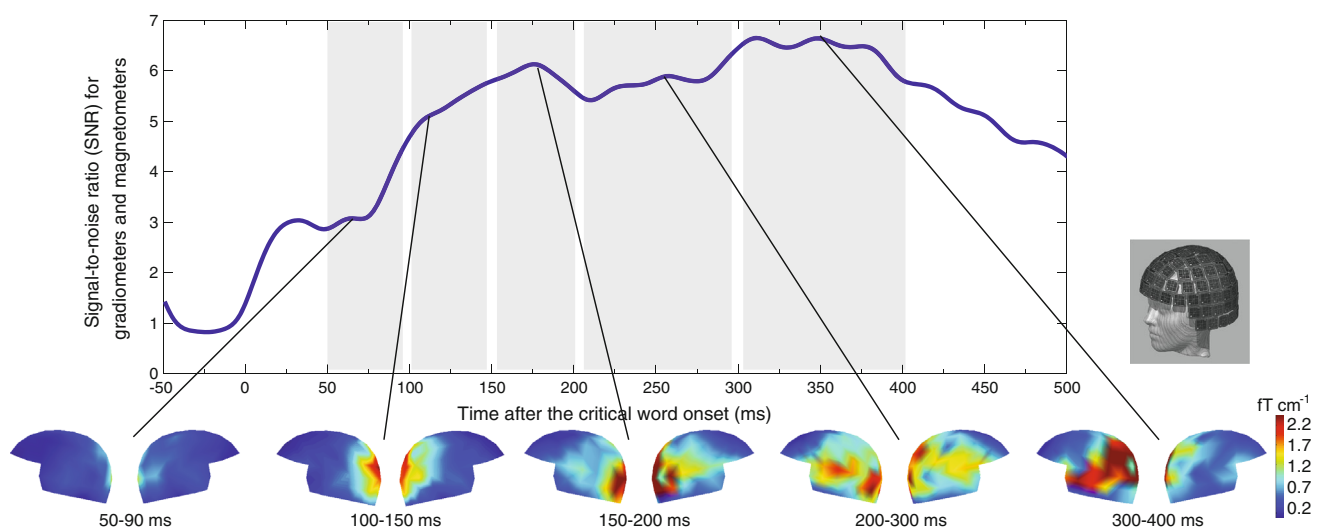 Signal-to-noise ratio (SNR) for
gradiometers and magnetometers
7
6
5
4
3
2
1
0
-50 0 50 100 150 200 250 300 350 400 450 500
Time after the critical word onset (ms)
fT cm-1
2.2
1.7
1.2
0.7
0.2
50-90 ms 100-150 ms 150-200 ms 200-300 ms 300-400 ms